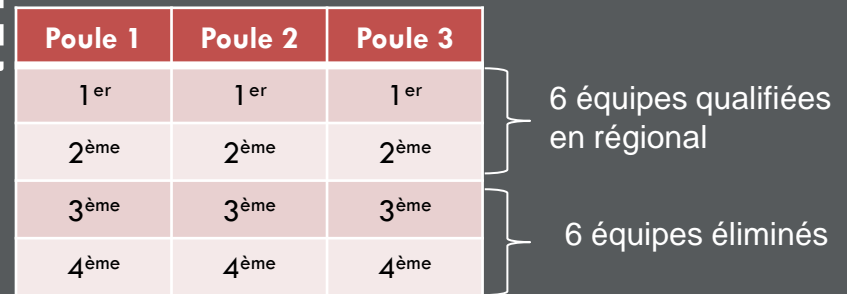 Poule 1 Poule 2 Poule 3
1er 1er 1er
2ème 2ème 2ème
3ème 3ème 3ème
4ème 4ème 4ème
6 équipes qualifiées
en régional
6 équipes éliminés